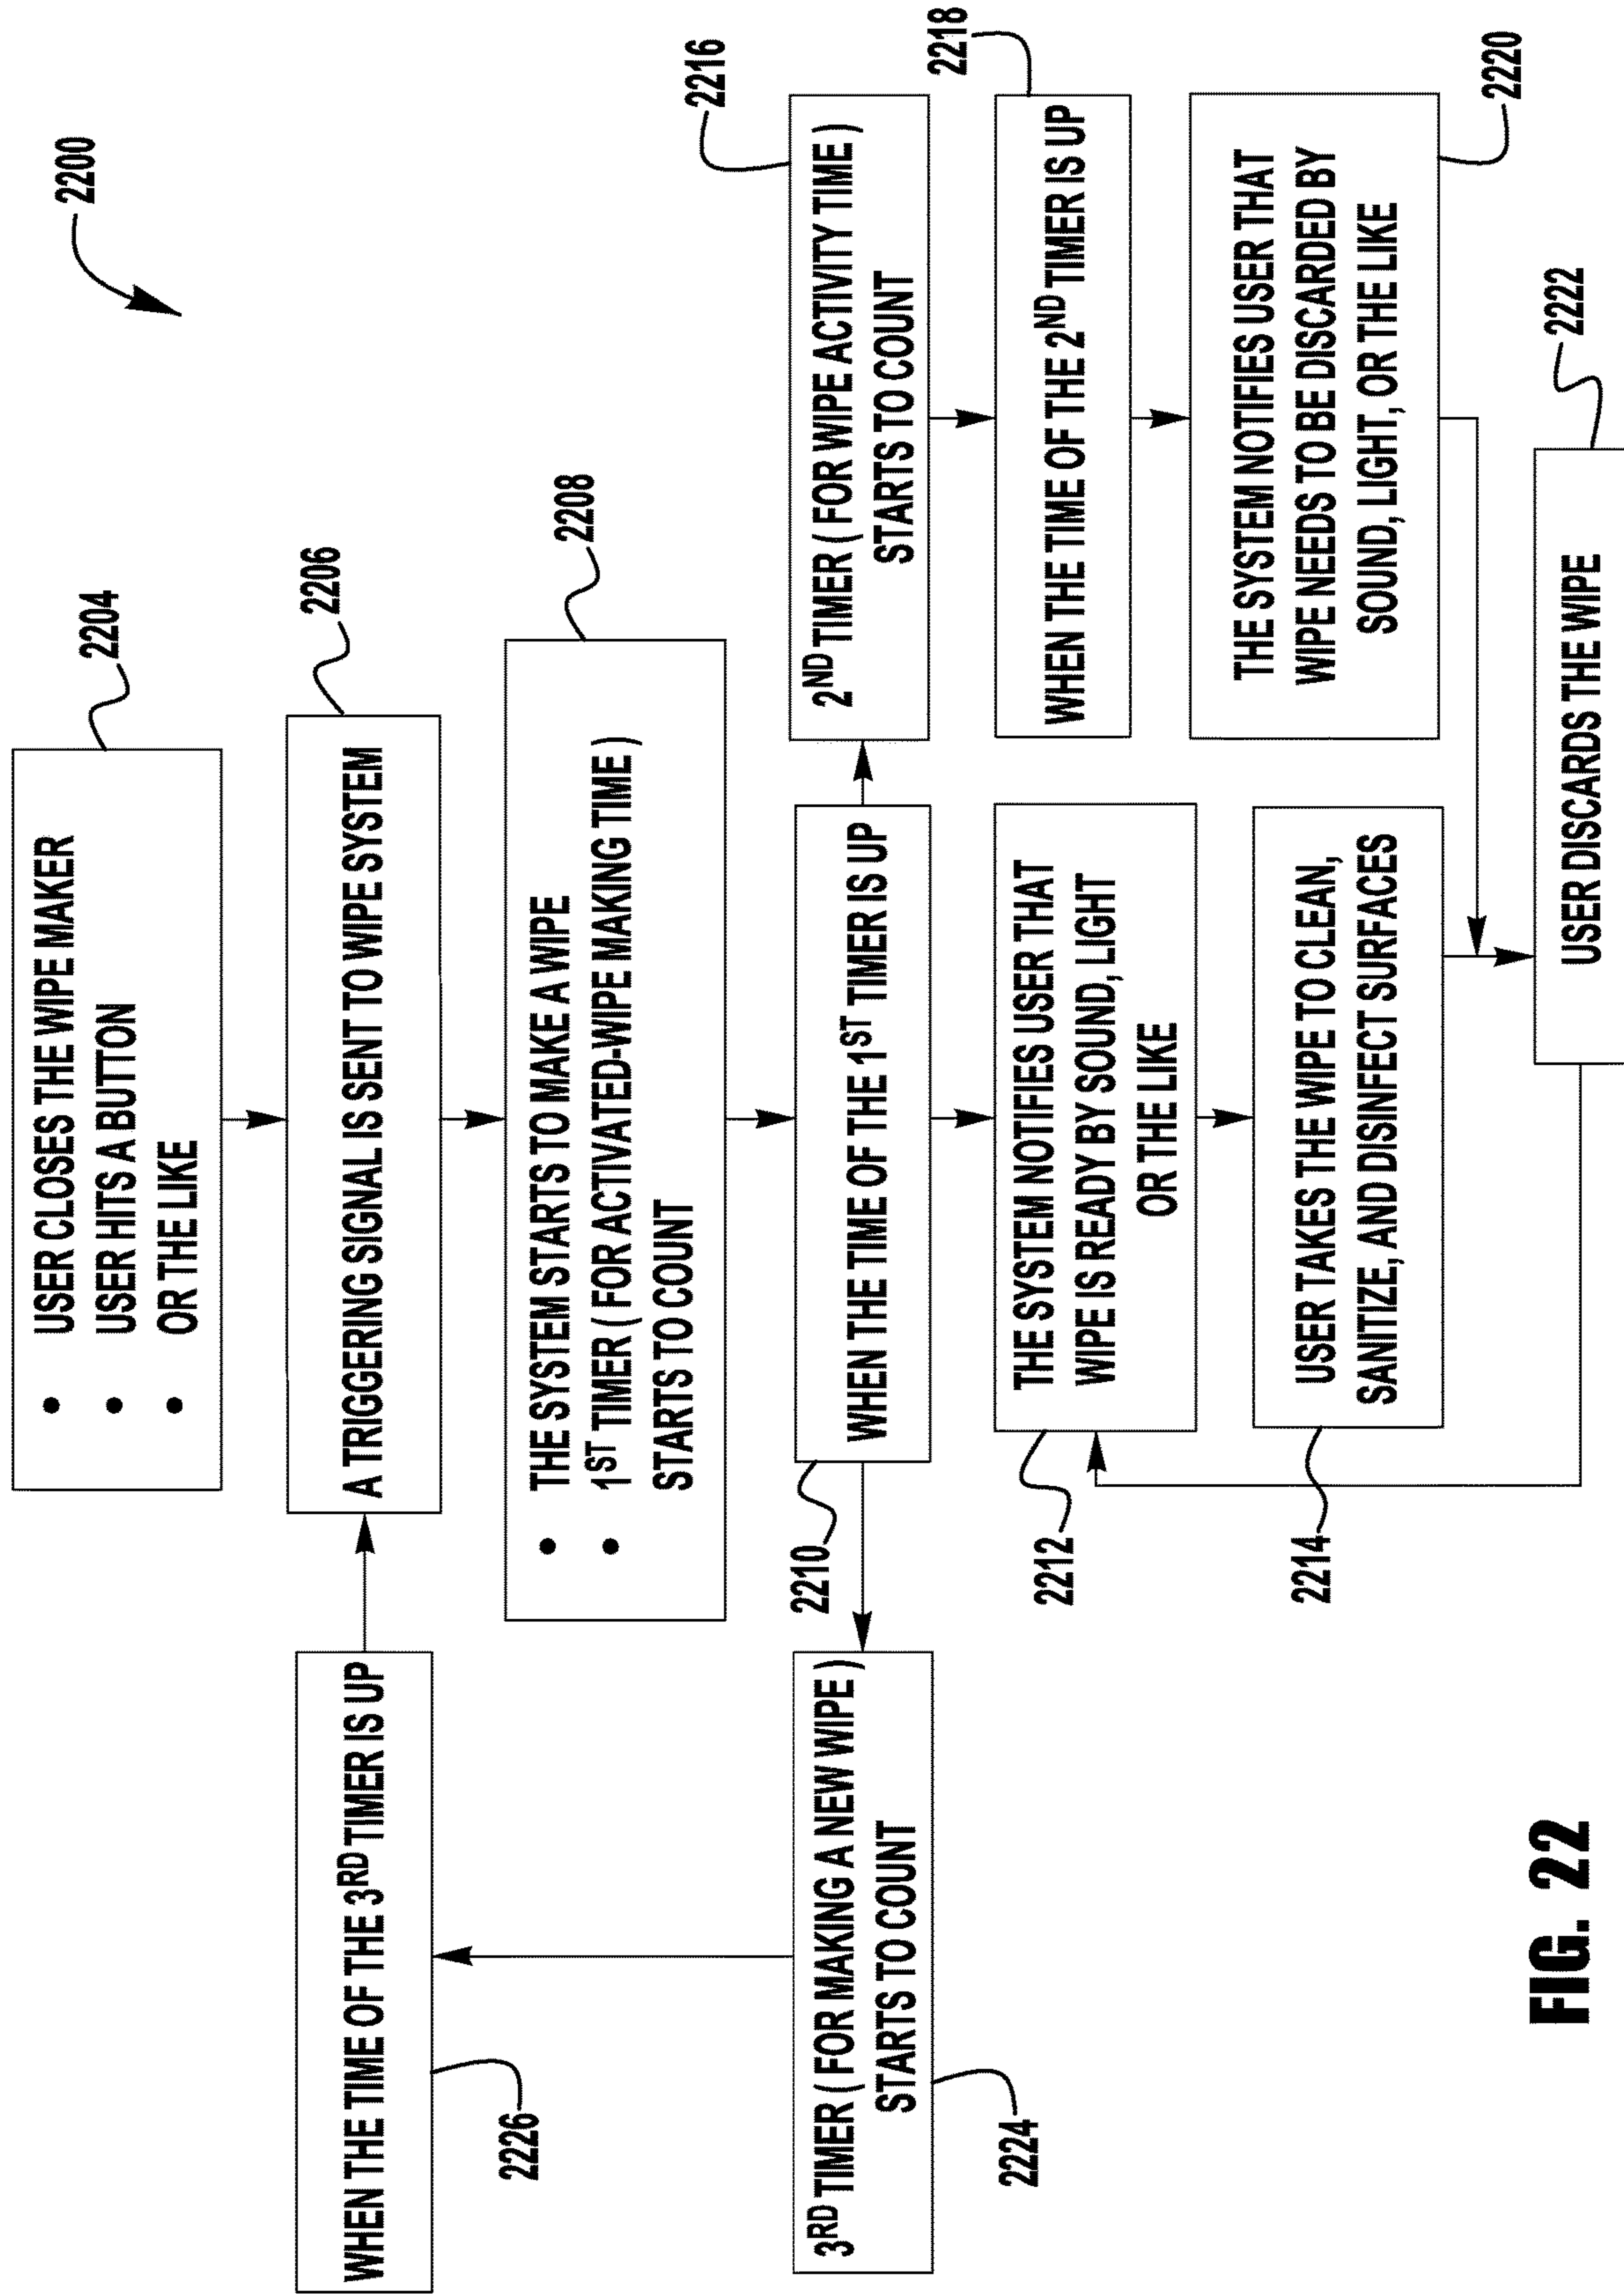 2200
2204
• USER CLOSES THE WIPE MAKER
• USER HITS A BUTTON
• OR THE LIKE
2206
A TRIGGERING SIGNAL IS SENT TO WIPE SYSTEM
WHEN THE TIME OF THE 3RD TIMER IS UP
2226
2208
• THE SYSTEM STARTS TO MAKE A WIPE
• 1ST TIMER ( FOR ACTIVATED-WIPE MAKING TIME )
STARTS TO COUNT
3RD TIMER ( FOR MAKING A NEW WIPE )
STARTS TO COUNT
2224
2210
WHEN THE TIME OF THE 1ST TIMER IS UP
2216
2ND TIMER ( FOR WIPE ACTIVITY TIME )
STARTS TO COUNT
2212
THE SYSTEM NOTIFIES USER THAT
WIPE IS READY BY SOUND, LIGHT
OR THE LIKE
2218
WHEN THE TIME OF THE 2ND TIMER IS UP
2214
USER TAKES THE WIPE TO CLEAN,
SANITIZE, AND DISINFECT SURFACES
THE SYSTEM NOTIFIES USER THAT
WIPE NEEDS TO BE DISCARDED BY
SOUND, LIGHT, OR THE LIKE
2220
2222
USER DISCARDS THE WIPE
FIG. 22